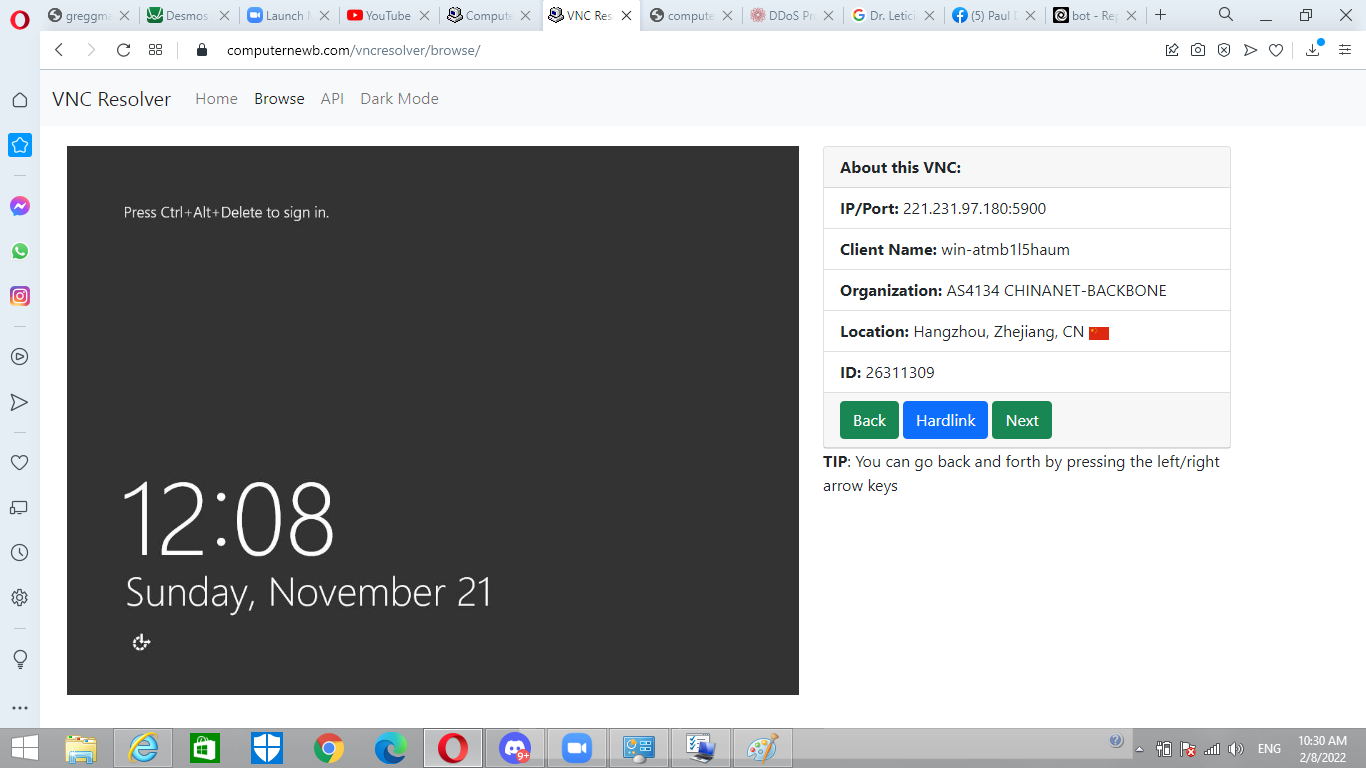 greggma
Desmos
Launch M
YouTube
Compute
VNC Res
compute
DDoS Pr
Dr. Letici
(5) Paul D
bot - Rep
computernewb.com/vncresolver/browse/
VNC Resolver Home Browse API Dark Mode
Press Ctrl+Alt+Delete to sign in.
12:08
Sunday, November 21
About this VNC:
IP/Port: 221.231.97.180:5900
Client Name: win-atmb1l5haum
Organization: AS4134 CHINANET-BACKBONE
Location: Hangzhou, Zhejiang, CN
ID: 26311309
Back Hardlink Next
TIP: You can go back and forth by pressing the left/right
arrow keys
9+
ENG
10:30 AM
2/8/2022